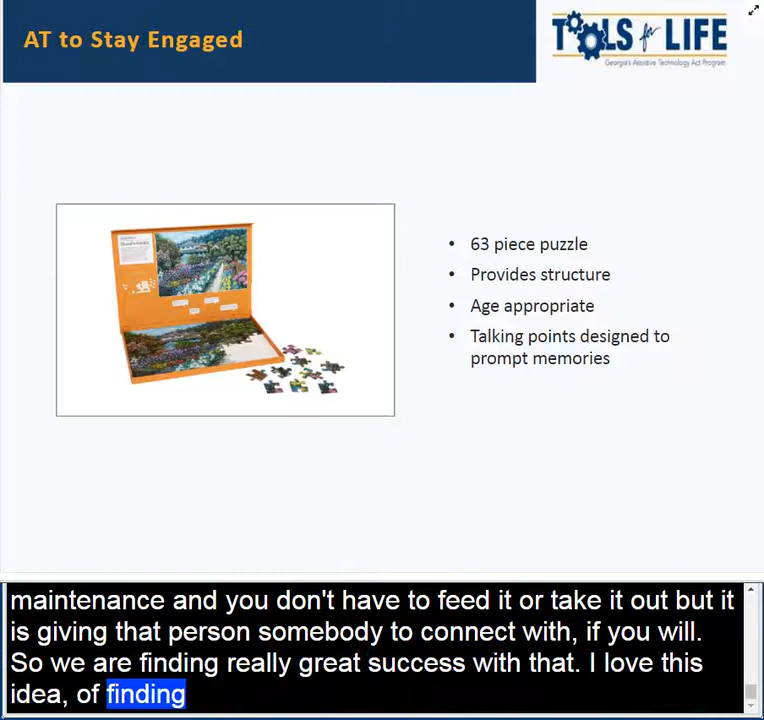 AT to Stay Engaged
TOOLS for LIFE
Georgia's Assistive Technology Act Program
• 63 piece puzzle
• Provides structure
• Age appropriate
• Talking points designed to
prompt memories
maintenance and you don't have to feed it or take it out but it
is giving that person somebody to connect with, if you will.
So we are finding really great success with that. I love this
idea, of finding